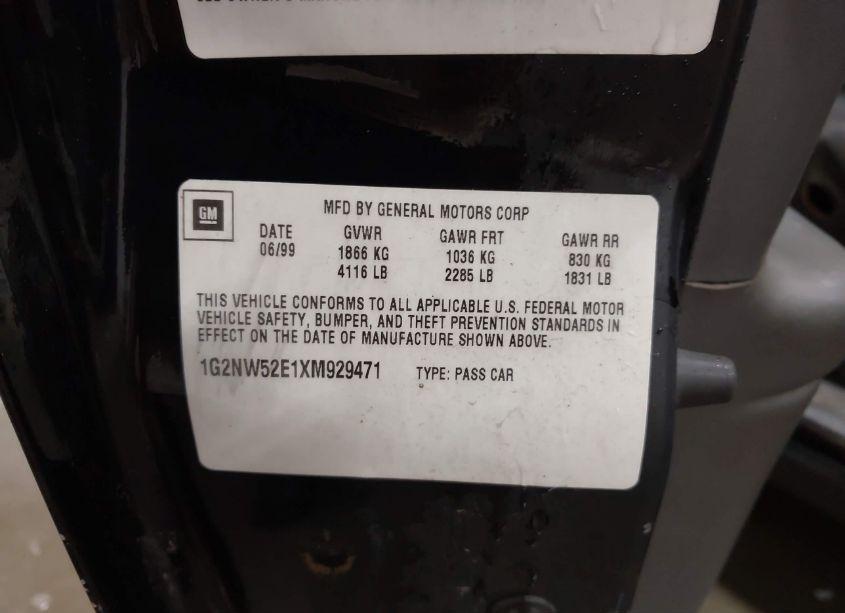 GM
MFD BY GENERAL MOTORS CORP
DATE GVWR GAWR FRT GAWR RR
06/99 1866 KG 1036 KG 830 KG
4116 LB 2285 LB 1831 LB
THIS VEHICLE CONFORMS TO ALL APPLICABLE U.S. FEDERAL MOTOR
VEHICLE SAFETY, BUMPER, AND THEFT PREVENTION STANDARDS IN
EFFECT ON THE DATE OF MANUFACTURE SHOWN ABOVE.
1G2NW52E1XM929471 TYPE: PASS CAR